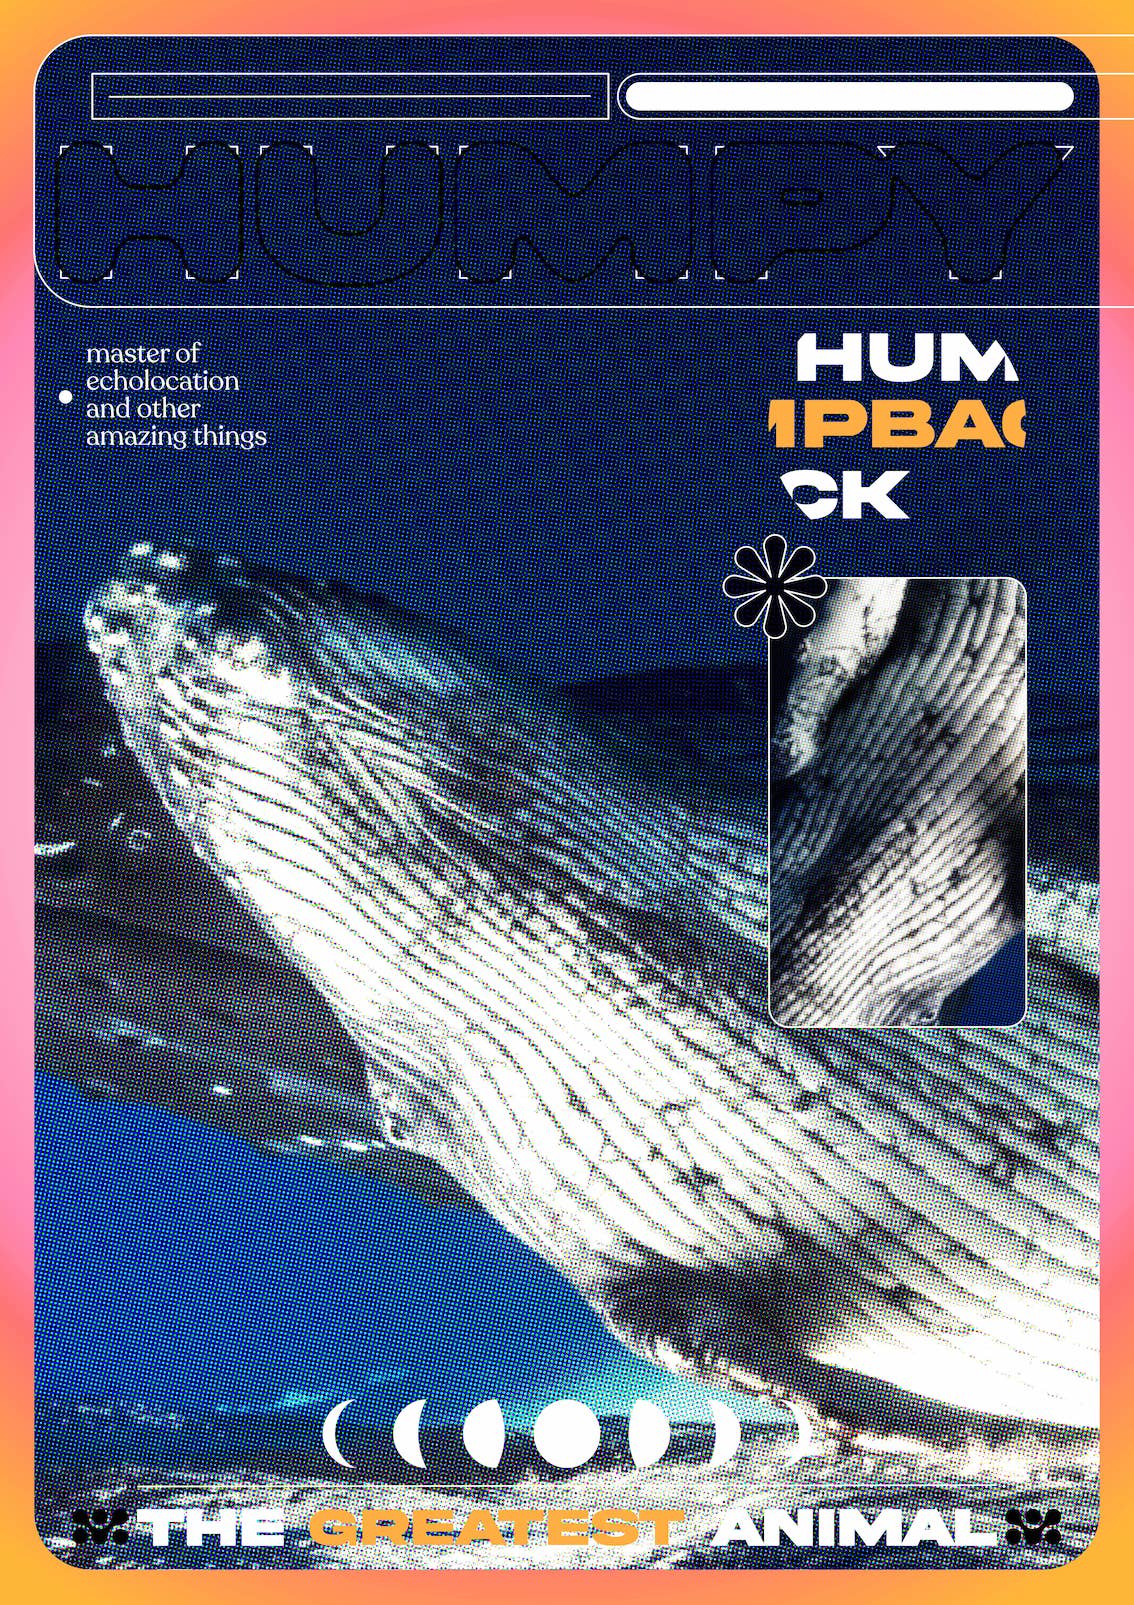 HUMPY
master of
echolocation
and other
amazing things
HUM
MPBAC
CK
THE GREATEST ANIMAL